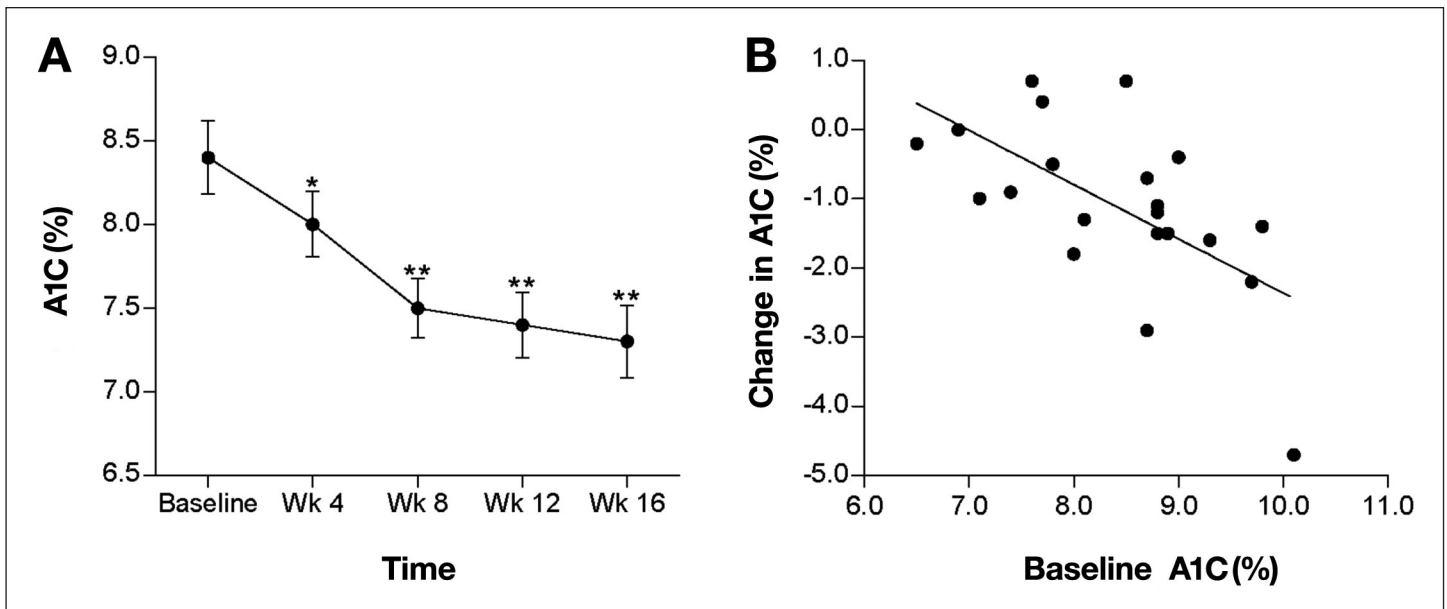 A
9.0
8.5
8.0
7.5
7.0
6.5
A1C (%)
*
**
**
**
Baseline Wk 4 Wk 8 Wk 12 Wk 16
Time
B
1.0
0.0
-1.0
-2.0
-3.0
-4.0
-5.0
Change in A1C (%)
6.0 7.0 8.0 9.0 10.0 11.0
Baseline A1C (%)